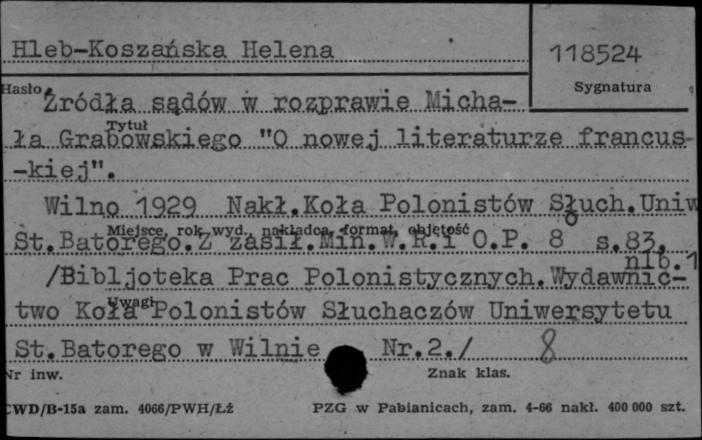 Hleb-Koszańska Helena
118524
Hasło
Sygnatura
Źródła sądów w rozprawie Micha-
Tytuł
ła Grabowskiego "O nowej literaturze francus-
-kiej".
Wilno 1929 Nakł.Koła Polonistów Słuch.Uniw
Miejsce, rok wyd., nakładca, format, objętość
St.Batorego.Z zasił.Min.W.R.i O.P. 8° s.83,
nlb.1
/Bibljoteka Prac Polonistycznych.Wydawnic-
Uwagi
two Koła Polonistów Słuchaczów Uniwersytetu
St.Batorego w Wilnie Nr.2./ 8
Nr inw.
Znak klas.
CWD/B-15a zam. 4066/PWH/Łż
PZG w Pabianicach, zam. 4-66 nakł. 400 000 szt.